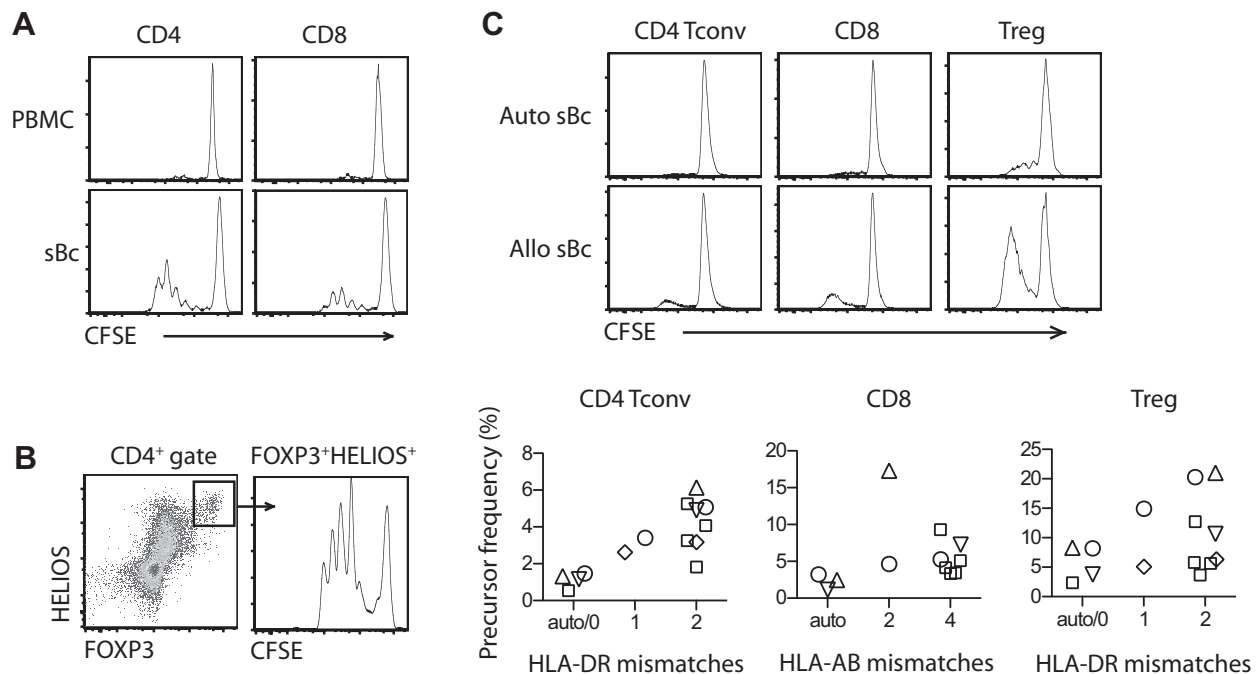 A
CD4 CD8
PBMC
sBc
CFSE
B
CD4⁺ gate FOXP3⁺HELIOS⁺
HELIOS
FOXP3 CFSE
C
CD4 Tconv CD8 Treg
Auto sBc
Allo sBc
CFSE
CD4 Tconv CD8 Treg
Precursor frequency (%)
8
6
4
2
0
auto/0 1 2
HLA-DR mismatches
20
15
10
5
0
auto 2 4
HLA-AB mismatches
25
20
15
10
5
0
auto/0 1 2
HLA-DR mismatches